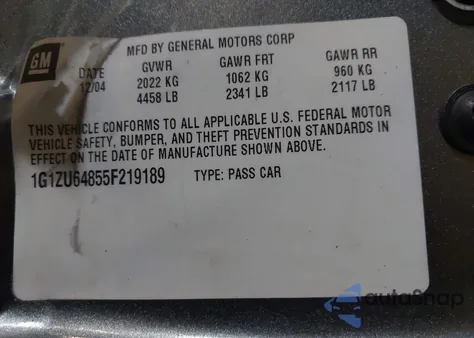 GM
MFD BY GENERAL MOTORS CORP
DATE GVWR GAWR FRT GAWR RR
12/04 2022 KG 1062 KG 960 KG
4458 LB 2341 LB 2117 LB
THIS VEHICLE CONFORMS TO ALL APPLICABLE U.S. FEDERAL MOTOR
VEHICLE SAFETY, BUMPER, AND THEFT PREVENTION STANDARDS IN
EFFECT ON THE DATE OF MANUFACTURE SHOWN ABOVE.
1G1ZU64855F219189 TYPE: PASS CAR
autoSnap